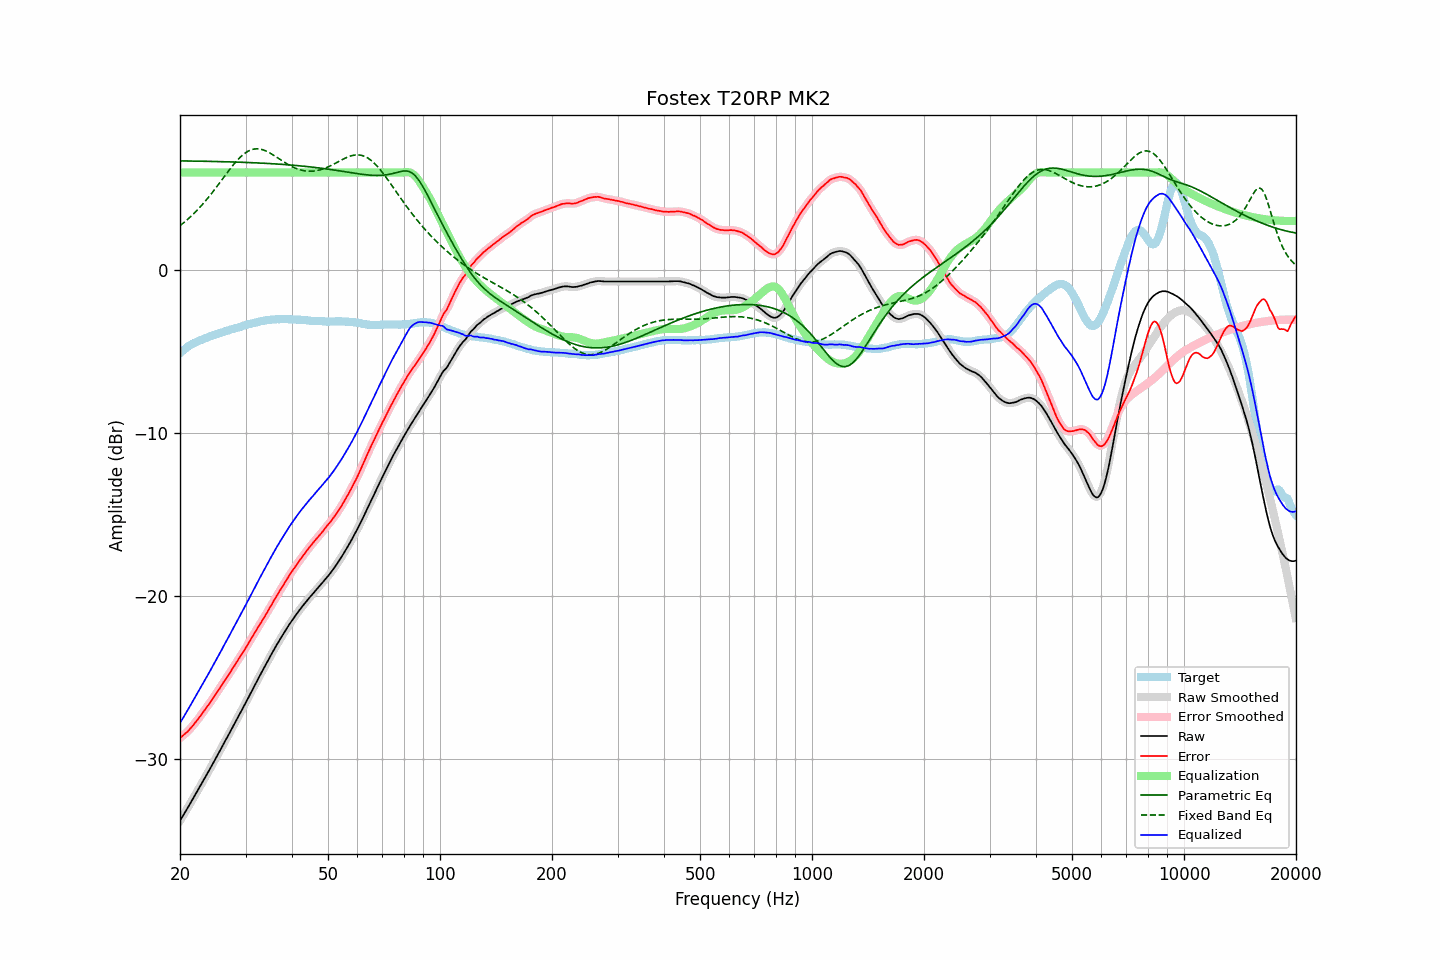 Fostex T20RP MK2
Amplitude (dBr)
0
−10
−20
−30
20
50
100
200
500
1000
2000
5000
10000
20000
Frequency (Hz)
Target
Raw Smoothed
Error Smoothed
Raw
Error
Equalization
Parametric Eq
Fixed Band Eq
Equalized